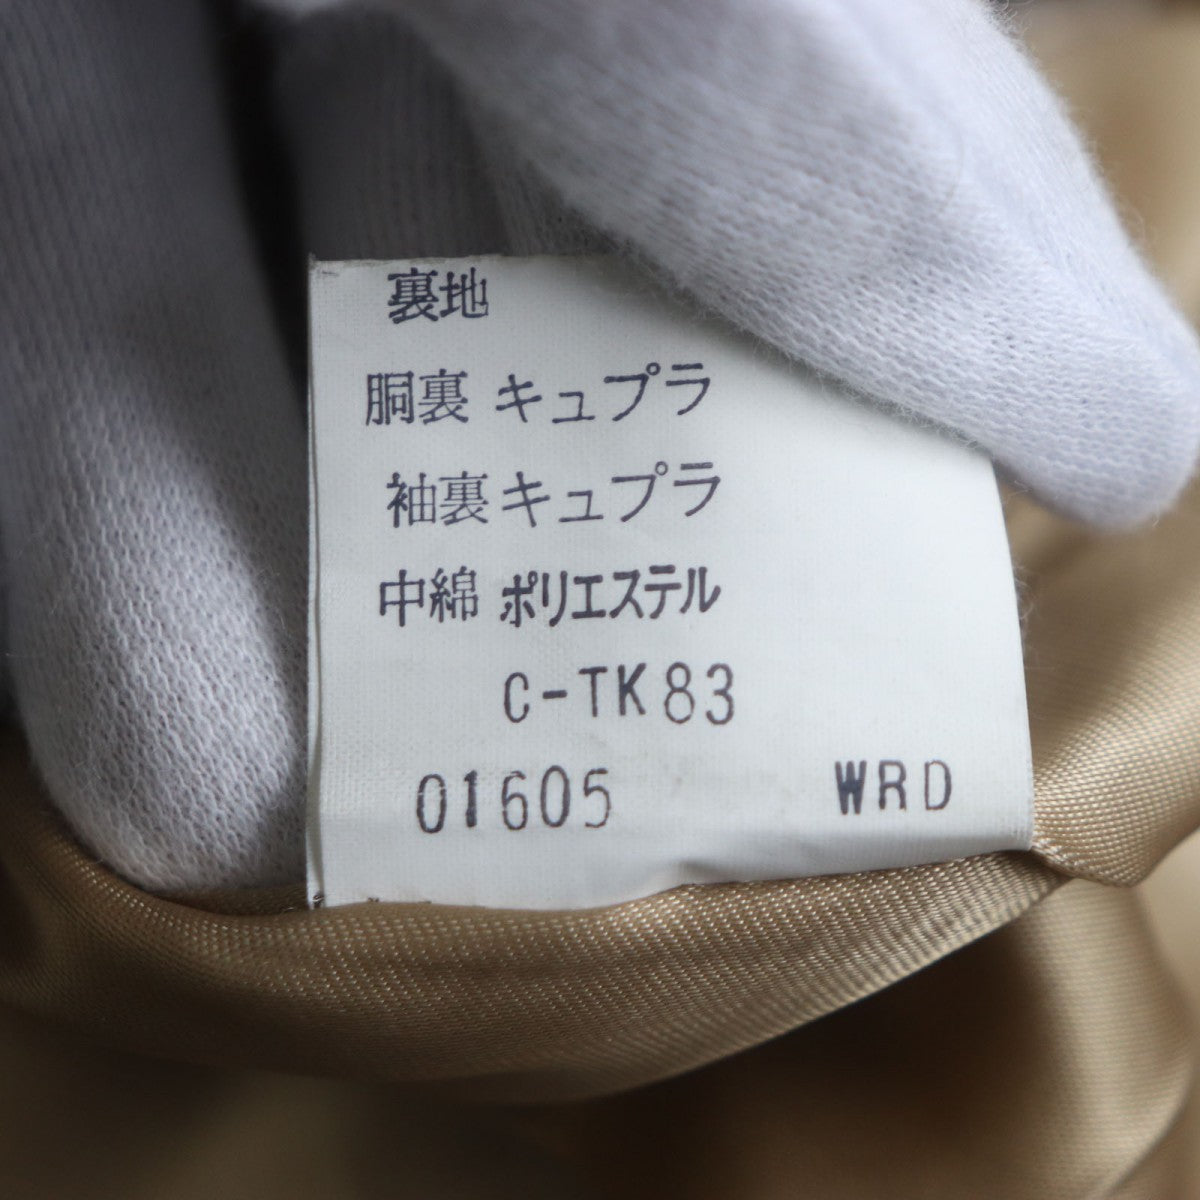 裏地
胴裏 キュプラ
袖裏 キュプラ
中綿 ポリエステル
C-TK83
01605 WRD